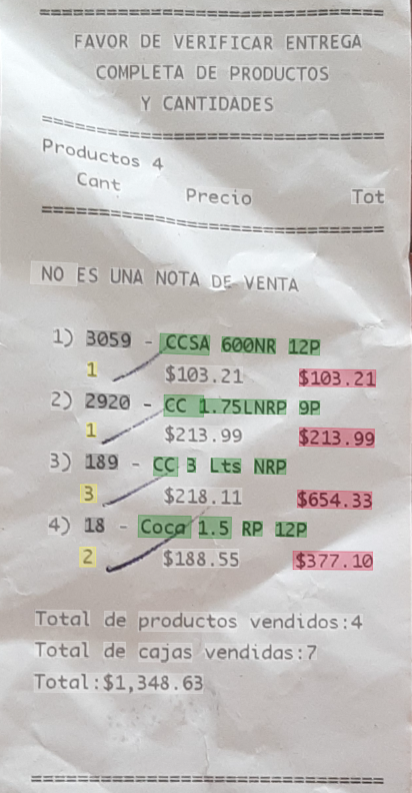 ================================
FAVOR DE VERIFICAR ENTREGA
COMPLETA DE PRODUCTOS
Y CANTIDADES
================================
Productos 4
Cant Precio Tot
================================
NO ES UNA NOTA DE VENTA
1) 3059 - CCSA 600NR 12P
1 $103.21 $103.21
2) 2920 - CC 1.75LNRP 9P
1 $213.99 $213.99
3) 189 - CC 3 Lts NRP
3 $218.11 $654.33
4) 18 - Coca 1.5 RP 12P
2 $188.55 $377.10
Total de productos vendidos:4
Total de cajas vendidas:7
Total:$1,348.63
================================